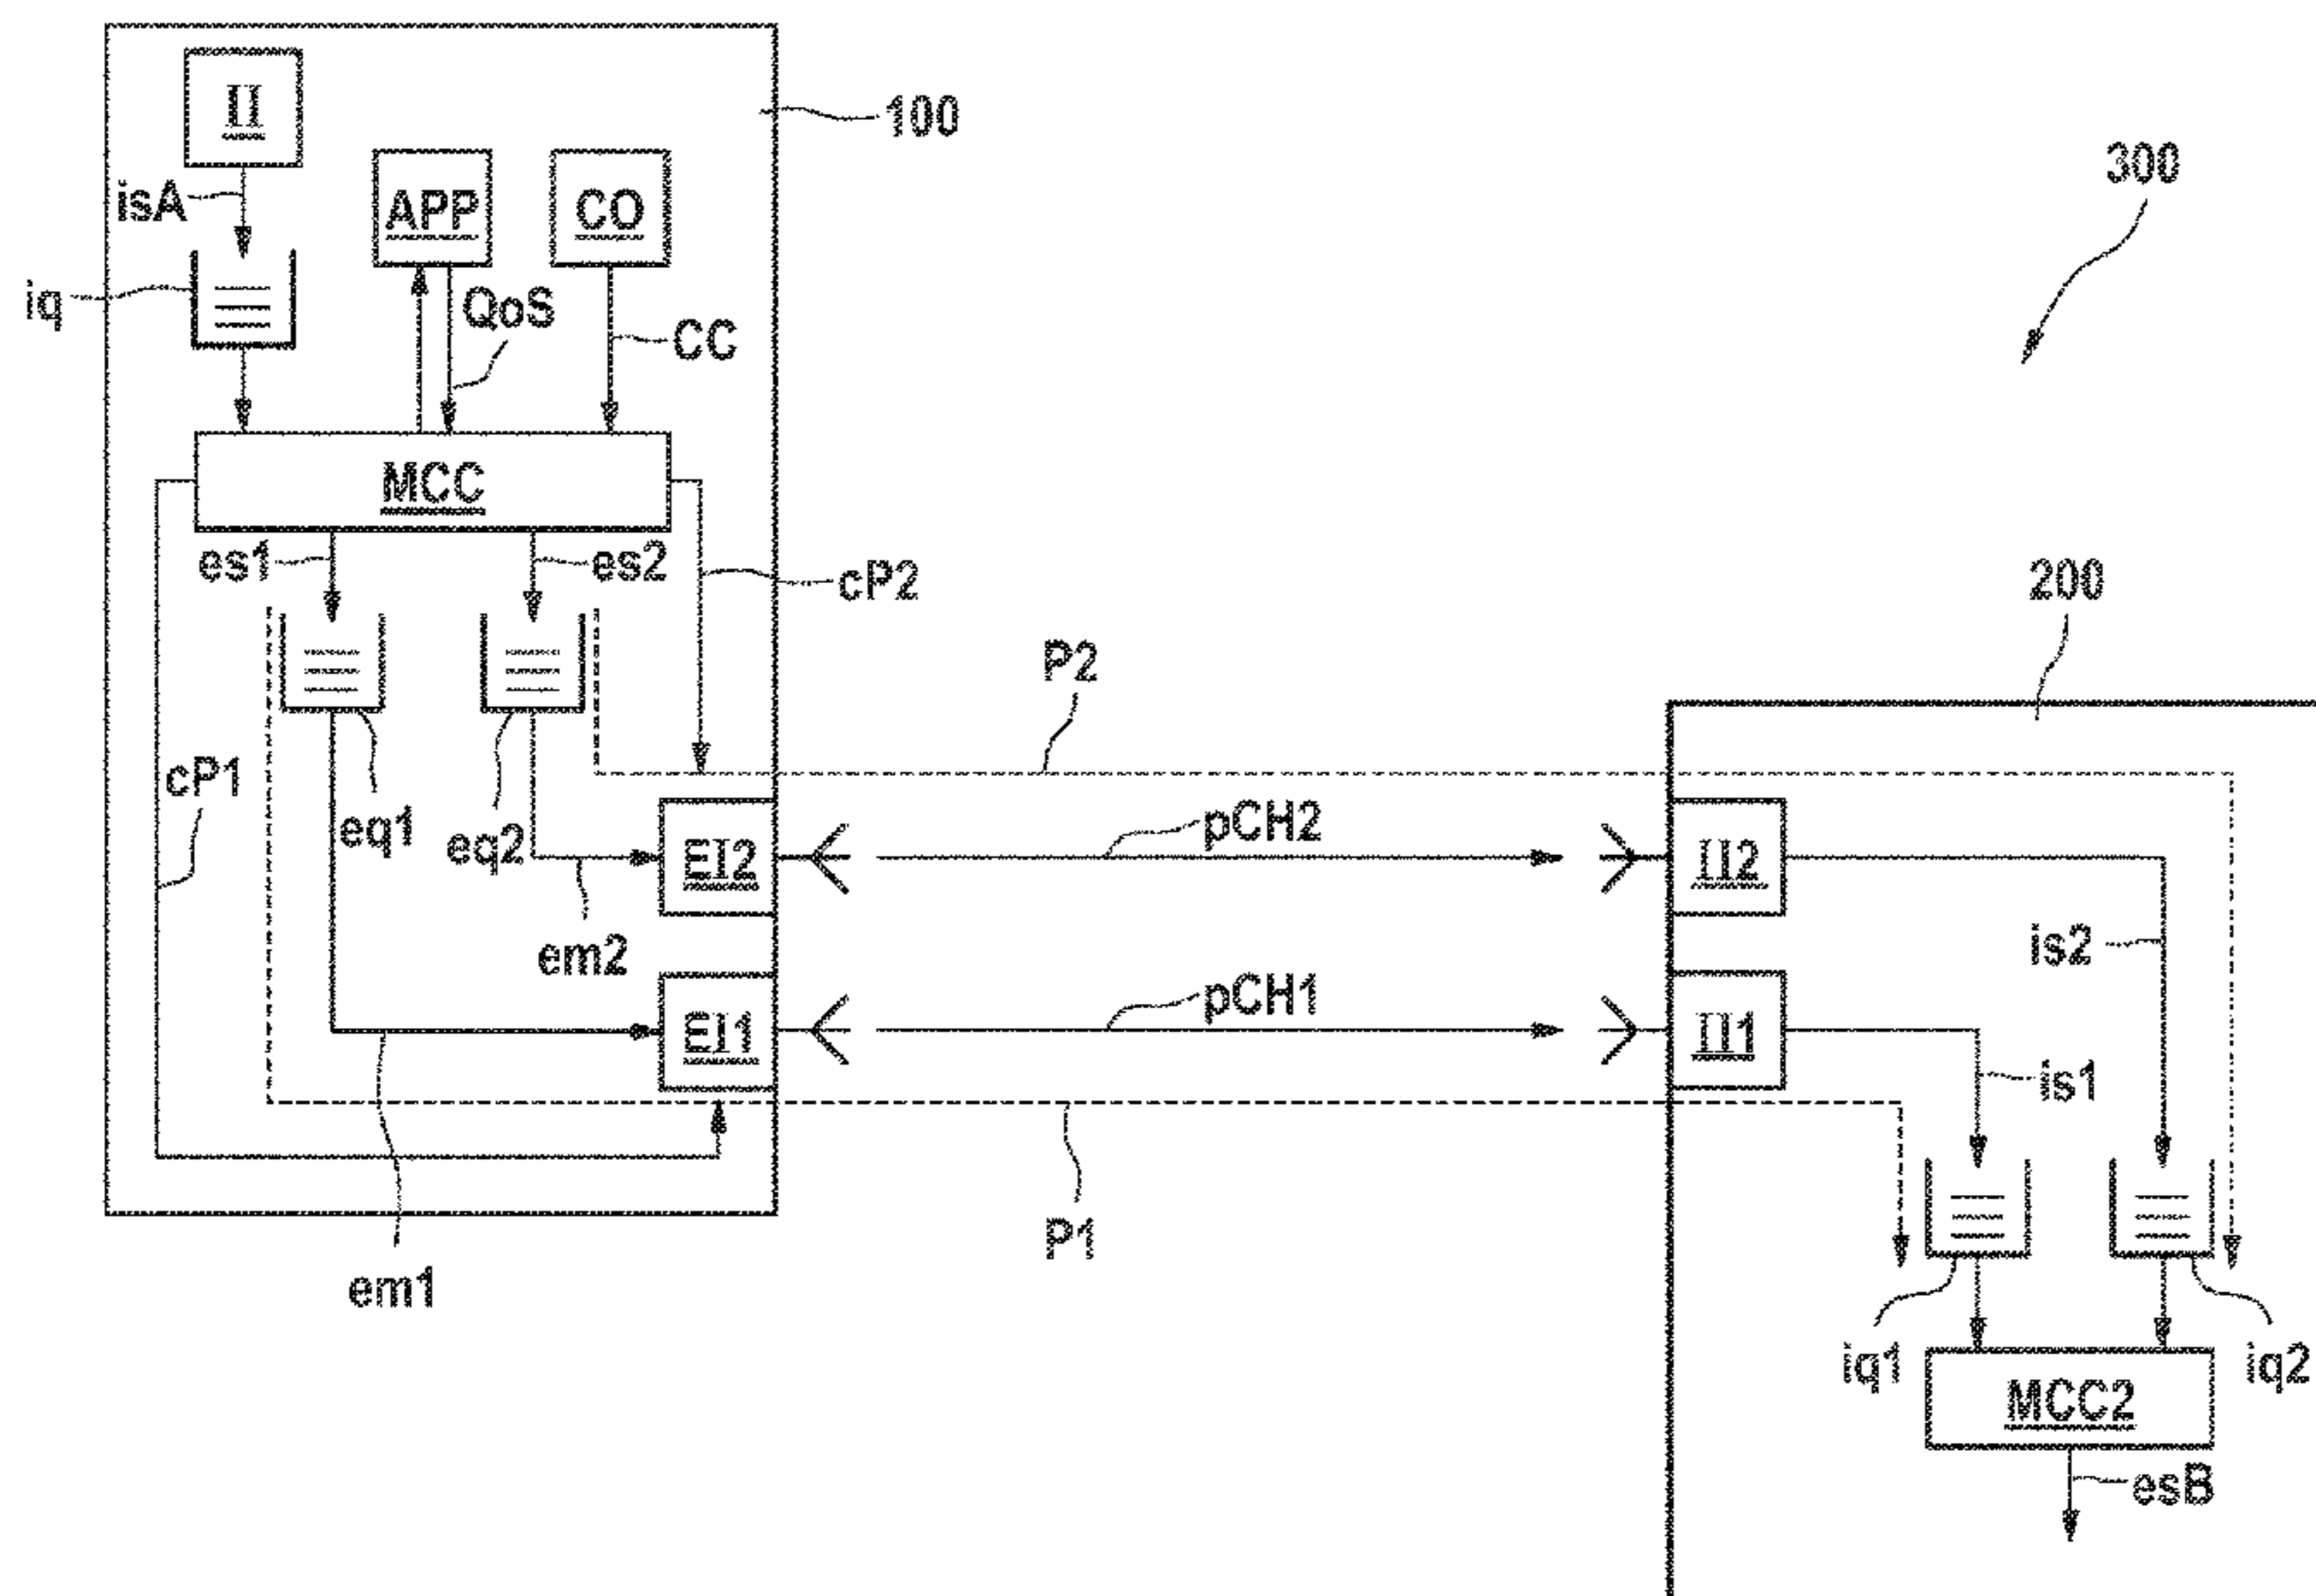 II
100
300
isA
APP
CO
iq
QoS
CC
MCC
es1
es2
cP2
200
P2
cP1
eq1
eq2
pCH2
EI2
II2
em2
is2
pCH1
EI1
II1
is1
P1
em1
iq1
iq2
MCC2
esB